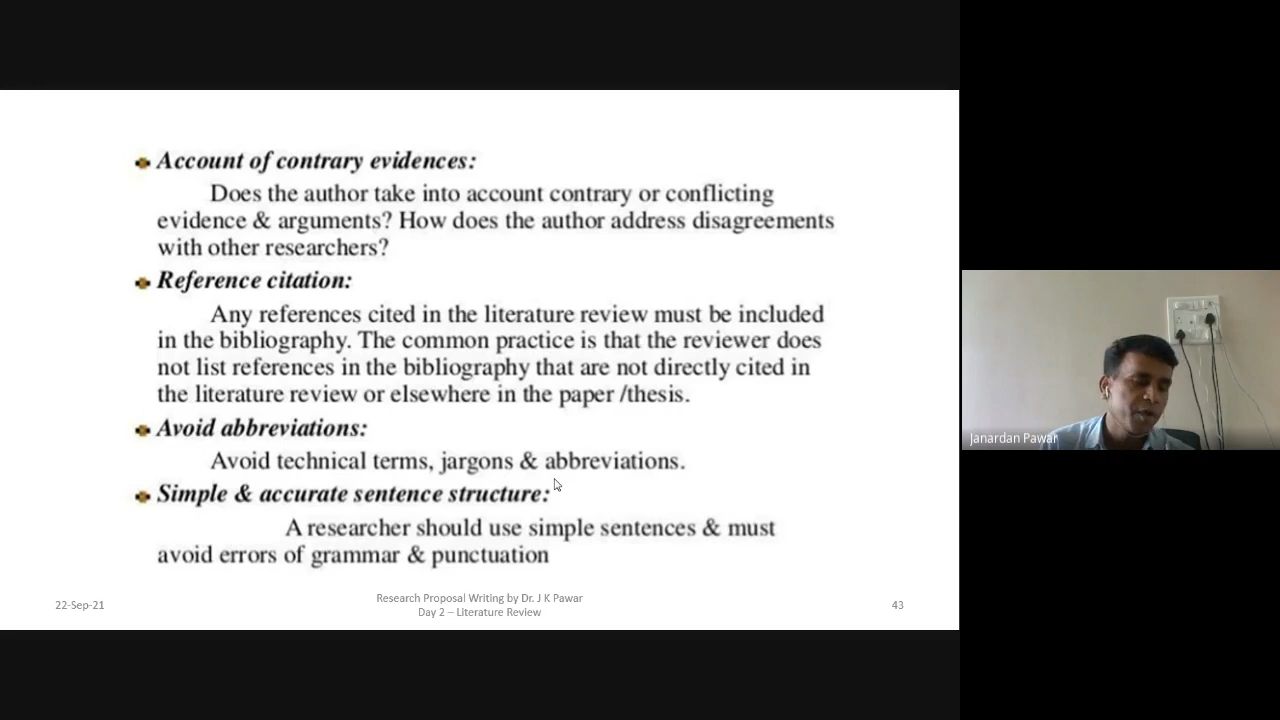 Account of contrary evidences:
Does the author take into account contrary or conflicting
evidence & arguments? How does the author address disagreements
with other researchers?
Reference citation:
Any references cited in the literature review must be included
in the bibliography. The common practice is that the reviewer does
not list references in the bibliography that are not directly cited in
the literature review or elsewhere in the paper /thesis.
Avoid abbreviations:
Avoid technical terms, jargons & abbreviations.
Simple & accurate sentence structure:
A researcher should use simple sentences & must
avoid errors of grammar & punctuation
22-Sep-21
Research Proposal Writing by Dr. J K Pawar
Day 2 – Literature Review
43
Janardan Pawar